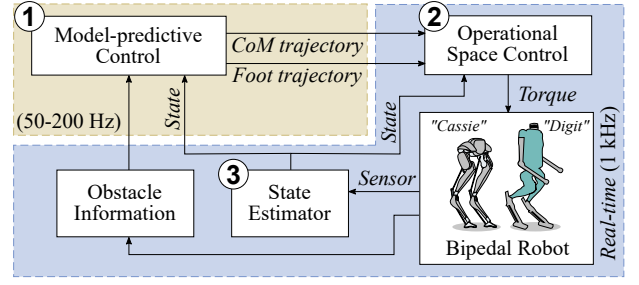 1
Model-predictive
Control
CoM trajectory
Foot trajectory
2
Operational
Space Control
(50-200 Hz)
State
State
Torque
"Cassie"
"Digit"
Bipedal Robot
Real-time (1 kHz)
Obstacle
Information
3
State
Estimator
Sensor